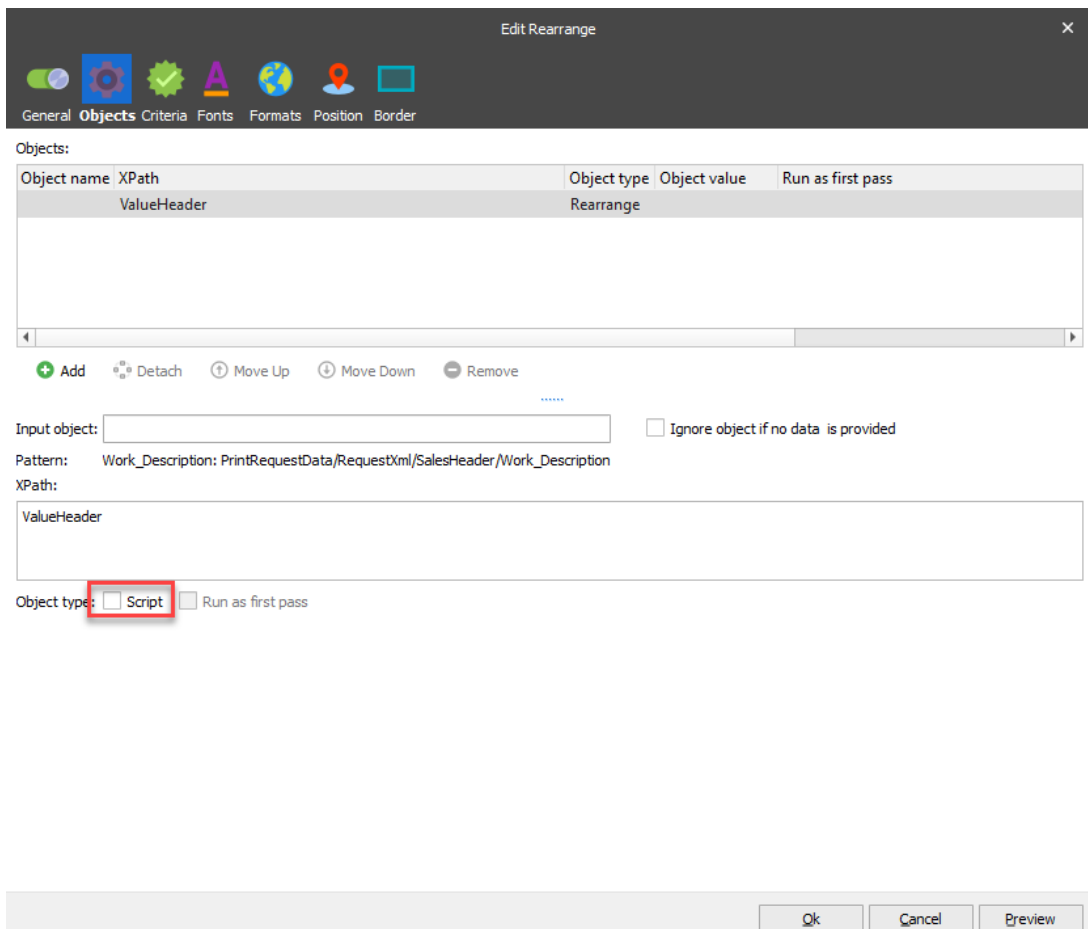 Edit Rearrange
General Objects Criteria Fonts Formats Position Border
Objects:
Object name XPath Object type Object value Run as first pass
ValueHeader Rearrange
Add Detach Move Up Move Down Remove
Input object: Ignore object if no data is provided
Pattern: Work_Description: PrintRequestData/RequestXml/SalesHeader/Work_Description
XPath:
ValueHeader
Object type: Script Run as first pass
Ok Cancel Preview